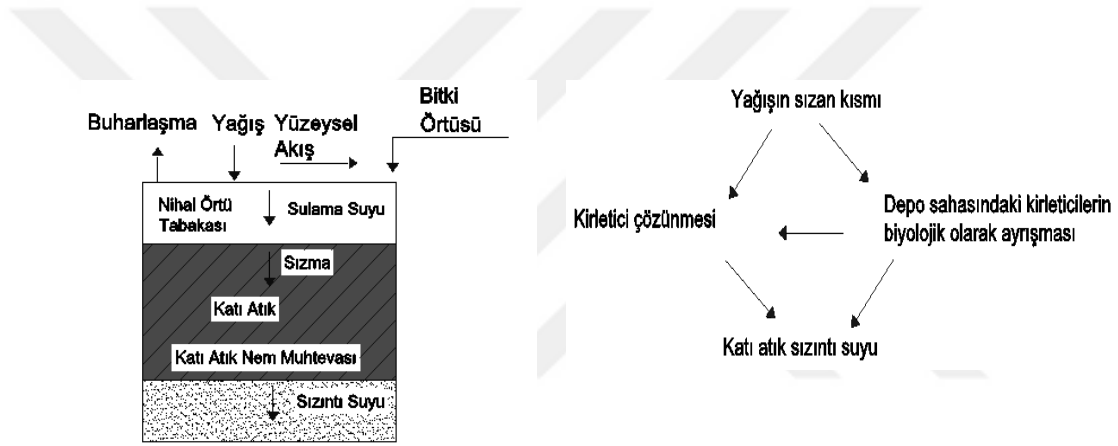 Bitki
Örtüsü
Buharlaşma Yağış Yüzeysel
Akış
Nihal Örtü
Tabakası
Sulama Suyu
Sızma
Katı Atık
Katı Atık Nem Muhtevası
Sızıntı Suyu
Yağışın sızan kısmı
Kirletici çözünmesi
Depo sahasındaki kirleticilerin
biyolojik olarak ayrışması
Katı atık sızıntı suyu